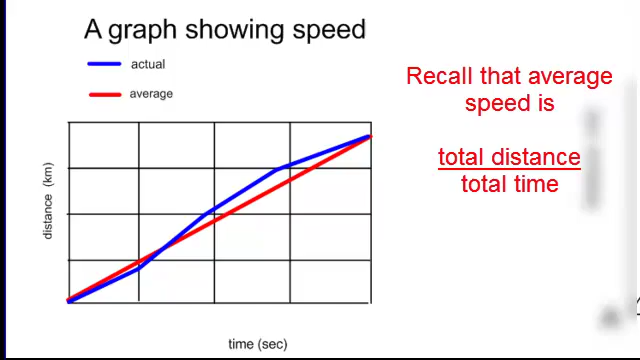 A graph showing speed
actual
average
Recall that average
speed is
total distance
total time
distance (km)
time (sec)